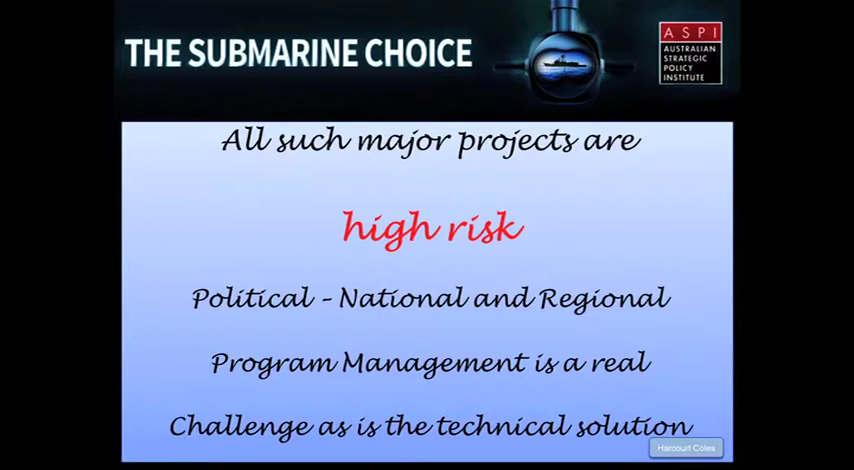 THE SUBMARINE CHOICE
ASPI
AUSTRALIAN
STRATEGIC
POLICY
INSTITUTE
All such major projects are
high risk
Political - National and Regional
Program Management is a real
Challenge as is the technical solution
Harcourt Coles